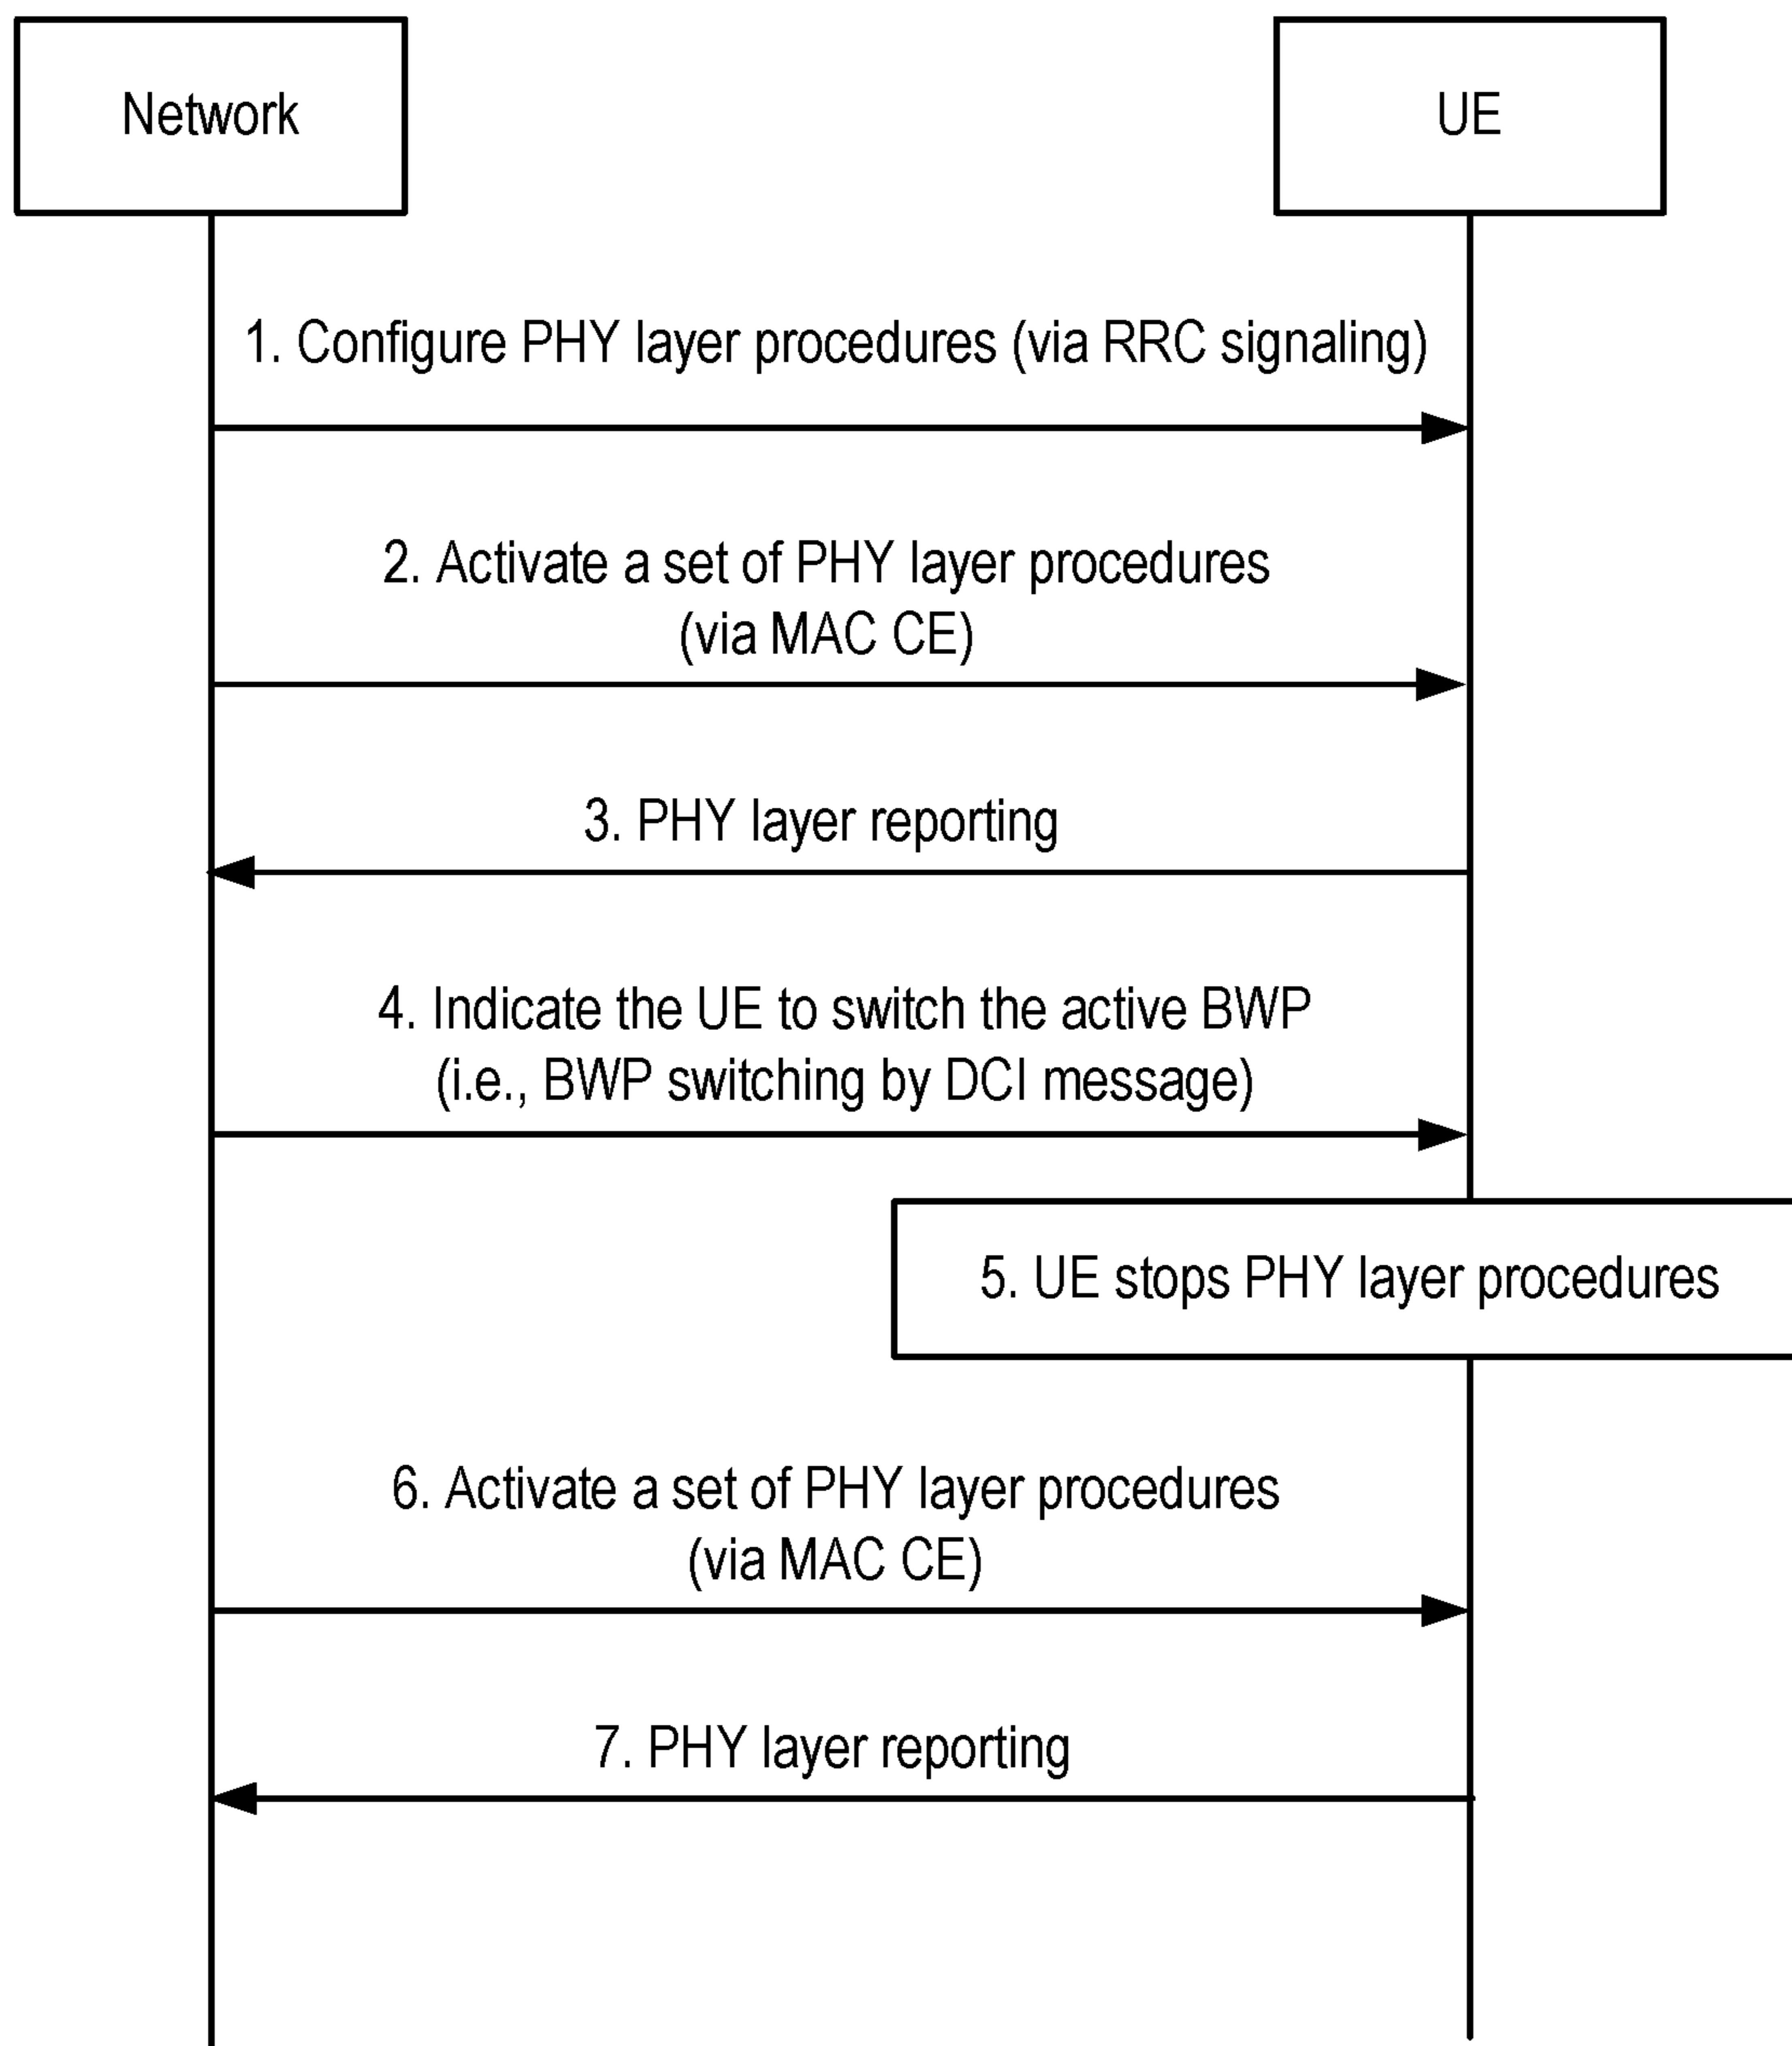 Network
UE
1. Configure PHY layer procedures (via RRC signaling)
2. Activate a set of PHY layer procedures
(via MAC CE)
3. PHY layer reporting
4. Indicate the UE to switch the active BWP
(i.e., BWP switching by DCI message)
5. UE stops PHY layer procedures
6. Activate a set of PHY layer procedures
(via MAC CE)
7. PHY layer reporting